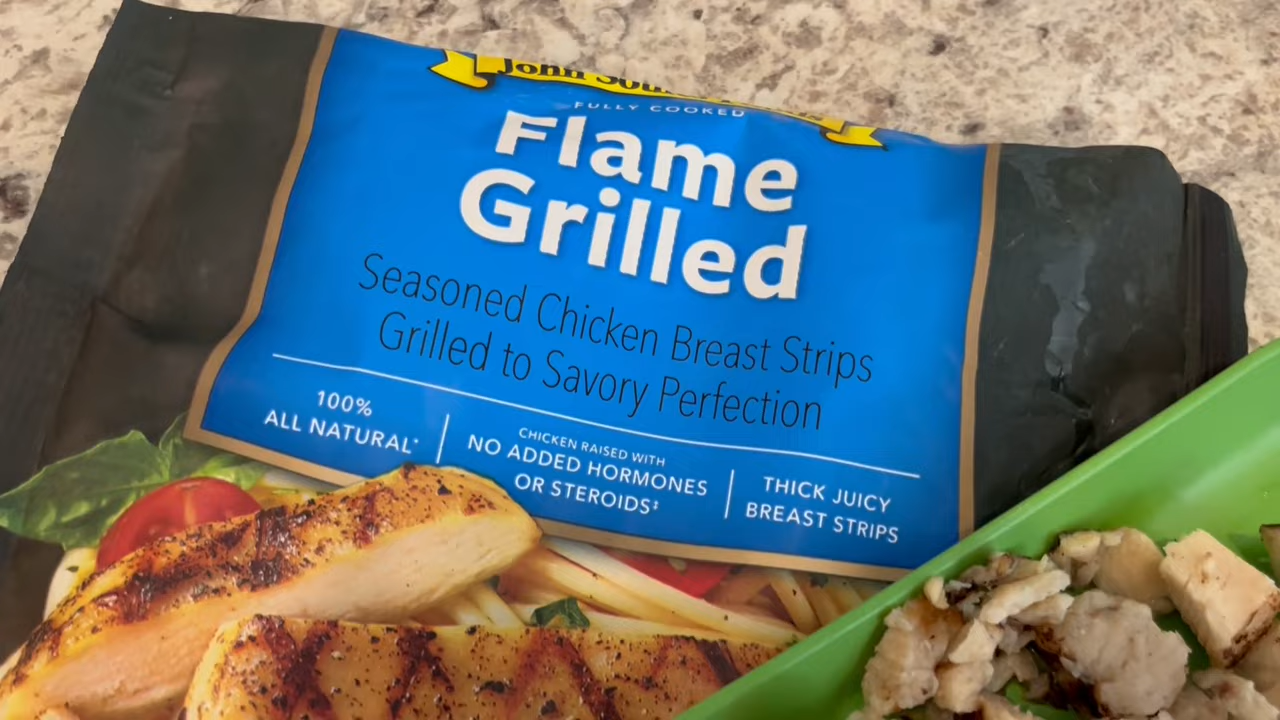 John
FULLY COOKED
Flame
Grilled
Seasoned Chicken Breast Strips
Grilled to Savory Perfection
100%
ALL NATURAL*
CHICKEN RAISED WITH
NO ADDED HORMONES
OR STEROIDS‡
THICK JUICY
BREAST STRIPS